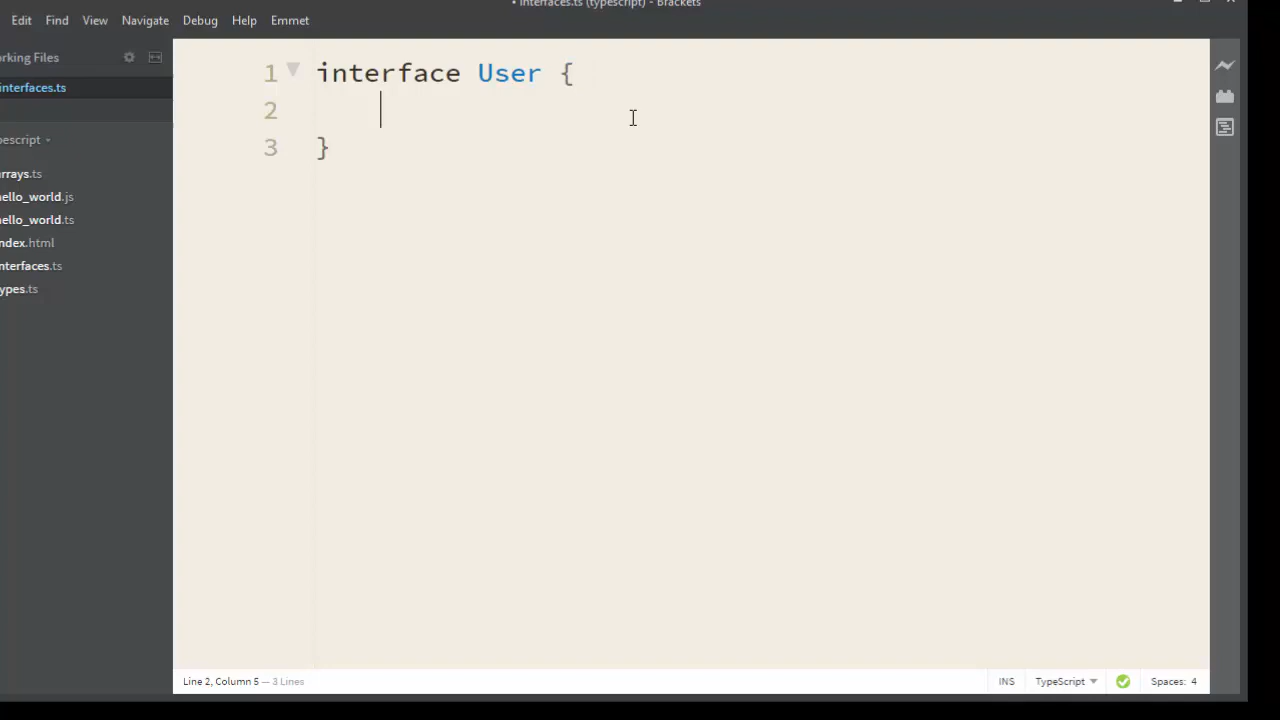 • interfaces.ts (typescript) - Brackets
Edit Find View Navigate Debug Help Emmet
rking Files
interfaces.ts
pescript
rrays.ts
ello_world.js
ello_world.ts
ndex.html
nterfaces.ts
ypes.ts
1 interface User {
2
3 }
Line 2, Column 5 — 3 Lines
INS TypeScript Spaces: 4